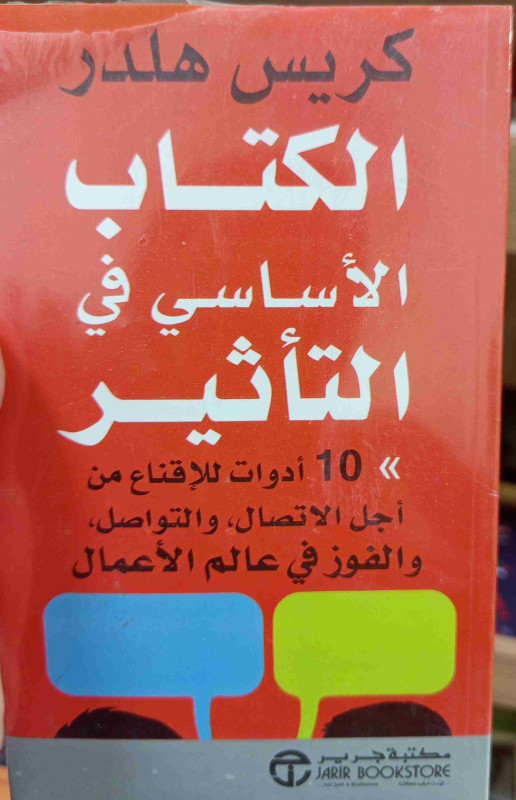 كريس هلدر
الكتاب
الأساسي في
التأثير
» 10 أدوات للإقناع من
أجل الاتصال، والتواصل،
والفوز في عالم الأعمال
مكتبة جرير
JARIR BOOKSTORE